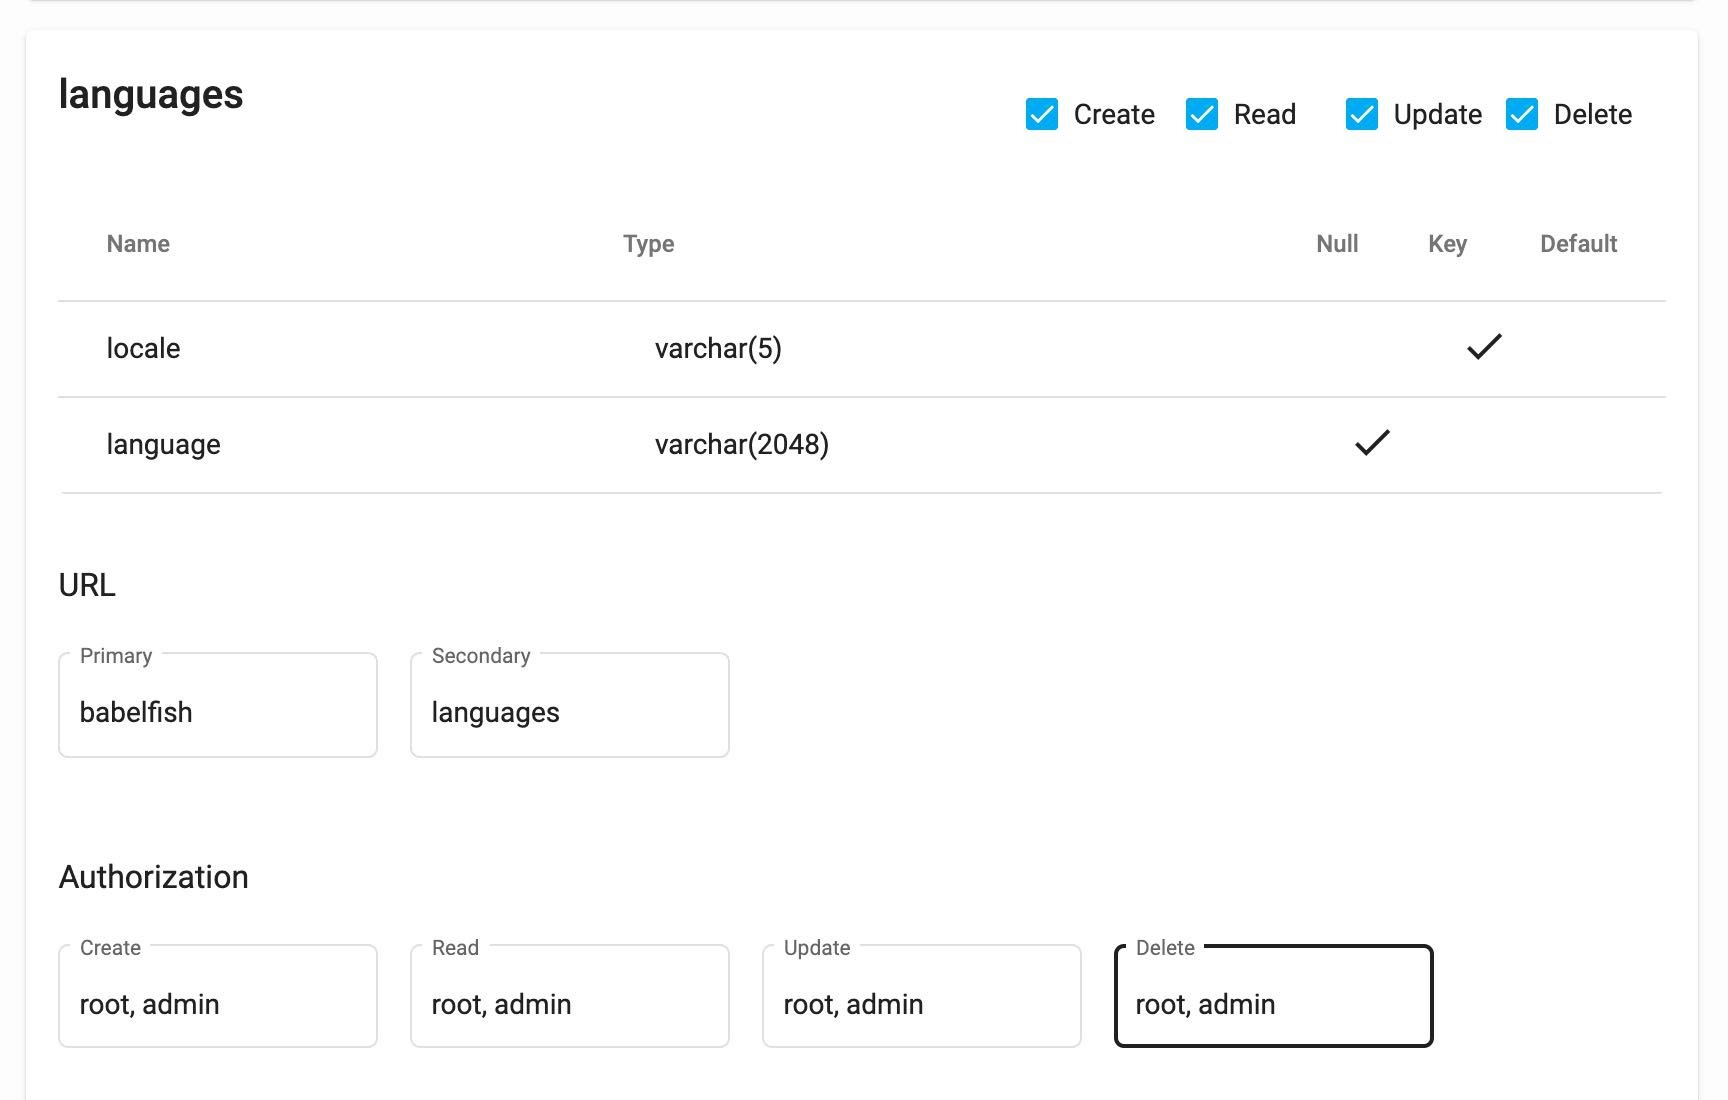 languages
Create Read Update Delete
Name Type Null Key Default
locale varchar(5)
language varchar(2048)
URL
Primary Secondary
babelfish languages
Authorization
Create Read Update Delete
root, admin root, admin root, admin root, admin